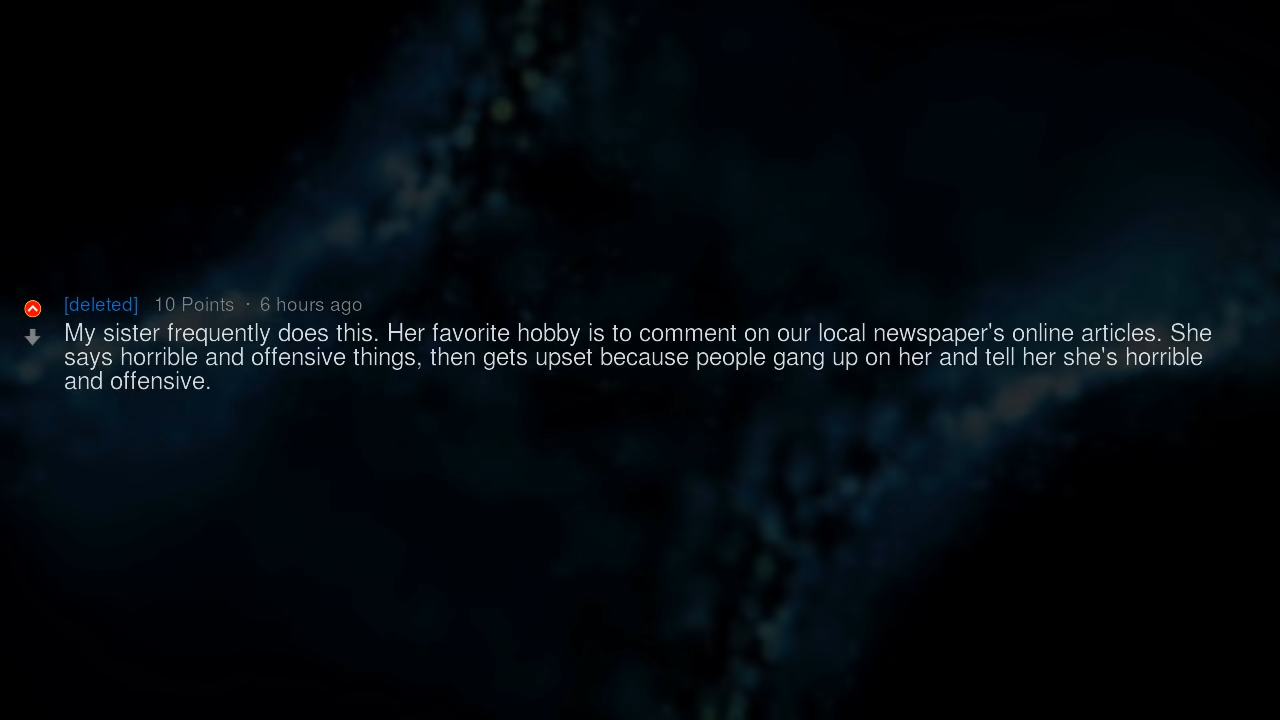 [deleted] 10 Points · 6 hours ago
My sister frequently does this. Her favorite hobby is to comment on our local newspaper's online articles. She
says horrible and offensive things, then gets upset because people gang up on her and tell her she's horrible
and offensive.